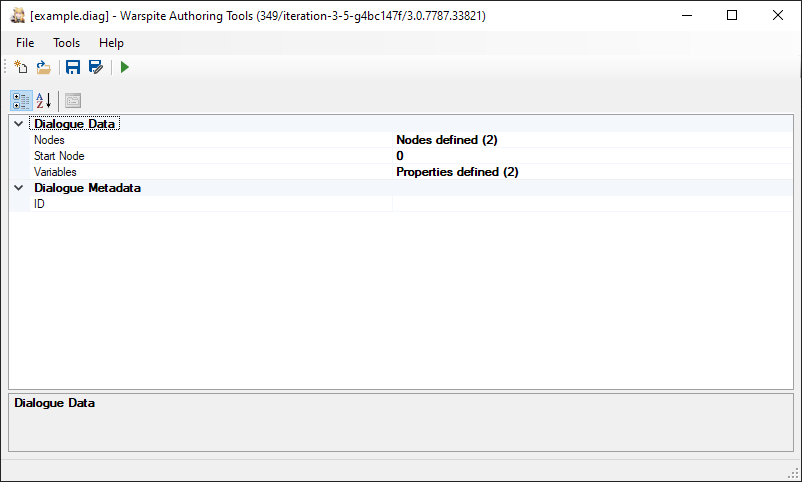 [example.diag] - Warspite Authoring Tools (349/iteration-3-5-g4bc147f/3.0.7787.33821)
File Tools Help
A Z
Dialogue Data
Nodes Nodes defined (2)
Start Node 0
Variables Properties defined (2)
Dialogue Metadata
ID
Dialogue Data